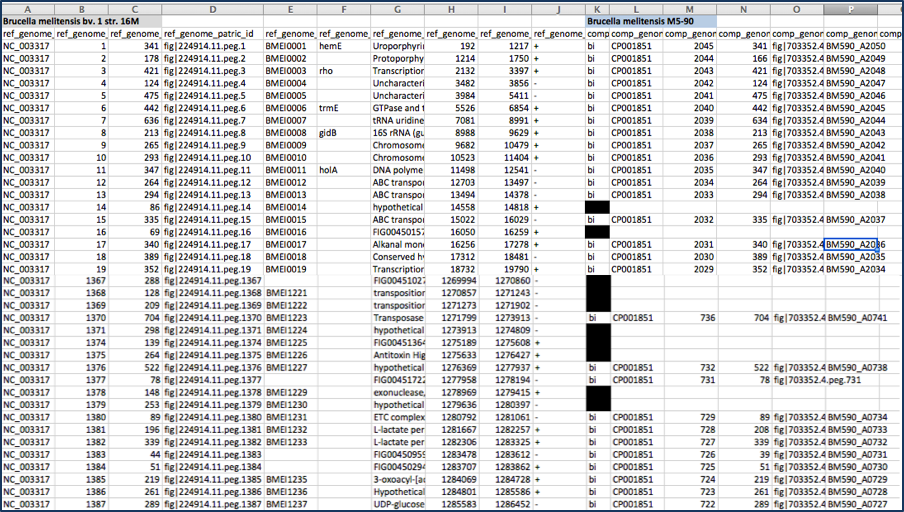 A B C D E F G H I J K L M N O P
Brucella melitensis bv. 1 str. 16M Brucella melitensis M5-90
ref_genome_ ref_genome_ ref_genome_ ref_genome_patric_id ref_genome_ ref_genome_ ref_genome_ ref_genome_ ref_genome_ ref_genome_ comp comp_genome_ comp_genome_ comp_genome_ comp_genome_ comp_genome_
NC_003317 1 341 fig|224914.11.peg.1 BMEI0001 hemE Uroporphyri 192 1217 + bi CP001851 2045 341 fig|703352.4 BM590_A2050
NC_003317 2 178 fig|224914.11.peg.2 BMEI0002 Protoporphy 1214 1750 + bi CP001851 2044 166 fig|703352.4 BM590_A2049
NC_003317 3 421 fig|224914.11.peg.3 BMEI0003 rho Transcription 2132 3397 + bi CP001851 2043 421 fig|703352.4 BM590_A2048
NC_003317 4 124 fig|224914.11.peg.4 BMEI0004 Uncharacteri 3482 3856 - bi CP001851 2042 124 fig|703352.4 BM590_A2047
NC_003317 5 475 fig|224914.11.peg.5 BMEI0005 Uncharacteri 3984 5411 - bi CP001851 2041 475 fig|703352.4 BM590_A2046
NC_003317 6 442 fig|224914.11.peg.6 BMEI0006 trmE GTPase and t 5526 6854 + bi CP001851 2040 442 fig|703352.4 BM590_A2045
NC_003317 7 636 fig|224914.11.peg.7 BMEI0007 tRNA uridine 7081 8991 + bi CP001851 2039 634 fig|703352.4 BM590_A2044
NC_003317 8 213 fig|224914.11.peg.8 BMEI0008 gidB 16S rRNA (gu 8988 9629 + bi CP001851 2038 213 fig|703352.4 BM590_A2043
NC_003317 9 265 fig|224914.11.peg.9 BMEI0009 Chromosome 9682 10479 + bi CP001851 2037 265 fig|703352.4 BM590_A2042
NC_003317 10 293 fig|224914.11.peg.10 BMEI0010 Chromosome 10523 11404 + bi CP001851 2036 293 fig|703352.4 BM590_A2041
NC_003317 11 347 fig|224914.11.peg.11 BMEI0011 holA DNA polyme 11498 12541 - bi CP001851 2035 347 fig|703352.4 BM590_A2040
NC_003317 12 264 fig|224914.11.peg.12 BMEI0012 ABC transpor 12703 13497 - bi CP001851 2034 264 fig|703352.4 BM590_A2039
NC_003317 13 294 fig|224914.11.peg.13 BMEI0013 ABC transpor 13494 14378 - bi CP001851 2033 294 fig|703352.4 BM590_A2038
NC_003317 14 86 fig|224914.11.peg.14 BMEI0014 hypothetical 14558 14818 +
NC_003317 15 335 fig|224914.11.peg.15 BMEI0015 ABC transpor 15022 16029 - bi CP001851 2032 335 fig|703352.4 BM590_A2037
NC_003317 16 69 fig|224914.11.peg.16 BMEI0016 FIG00450157 16050 16259 +
NC_003317 17 340 fig|224914.11.peg.17 BMEI0017 Alkanal mon 16256 17278 + bi CP001851 2031 340 fig|703352.4 BM590_A2036
NC_003317 18 389 fig|224914.11.peg.18 BMEI0018 Conserved h 17312 18481 - bi CP001851 2030 389 fig|703352.4 BM590_A2035
NC_003317 19 352 fig|224914.11.peg.19 BMEI0019 Transcription 18732 19790 + bi CP001851 2029 352 fig|703352.4 BM590_A2034
NC_003317 1367 288 fig|224914.11.peg.1367 FIG0045102 1269994 1270860 -
NC_003317 1368 128 fig|224914.11.peg.1368 BMEI1221 transposition 1270857 1271243 -
NC_003317 1369 209 fig|224914.11.peg.1369 BMEI1222 transposition 1271273 1271902 -
NC_003317 1370 704 fig|224914.11.peg.1370 BMEI1223 Transposase 1271799 1273913 - bi CP001851 736 704 fig|703352.4 BM590_A0741
NC_003317 1371 298 fig|224914.11.peg.1371 BMEI1224 hypothetical 1273913 1274809 -
NC_003317 1374 139 fig|224914.11.peg.1374 BMEI1225 FIG00451364 1275189 1275608 +
NC_003317 1375 264 fig|224914.11.peg.1375 BMEI1226 Antitoxin Hig 1275633 1276427 +
NC_003317 1376 522 fig|224914.11.peg.1376 BMEI1227 hypothetical 1276369 1277937 + bi CP001851 732 522 fig|703352.4 BM590_A0738
NC_003317 1377 78 fig|224914.11.peg.1377 FIG00451722 1277958 1278194 - bi CP001851 731 78 fig|703352.4.peg.731
NC_003317 1378 148 fig|224914.11.peg.1378 BMEI1229 exonuclease, 1278969 1279415 +
NC_003317 1379 253 fig|224914.11.peg.1379 BMEI1230 hypothetical 1279636 1280397 -
NC_003317 1380 89 fig|224914.11.peg.1380 BMEI1231 ETC complex 1280792 1281061 - bi CP001851 729 89 fig|703352.4 BM590_A0734
NC_003317 1381 196 fig|224914.11.peg.1381 BMEI1232 L-lactate per 1281667 1282257 + bi CP001851 728 208 fig|703352.4 BM590_A0733
NC_003317 1382 339 fig|224914.11.peg.1382 BMEI1233 L-lactate per 1282306 1283325 + bi CP001851 727 339 fig|703352.4 BM590_A0732
NC_003317 1383 44 fig|224914.11.peg.1383 FIG00450959 1283478 1283612 - bi CP001851 726 39 fig|703352.4 BM590_A0731
NC_003317 1384 51 fig|224914.11.peg.1384 FIG00450294 1283707 1283862 + bi CP001851 725 51 fig|703352.4 BM590_A0730
NC_003317 1385 219 fig|224914.11.peg.1385 BMEI1235 3-oxoacyl-[ac 1284069 1284728 + bi CP001851 724 219 fig|703352.4 BM590_A0729
NC_003317 1386 261 fig|224914.11.peg.1386 BMEI1236 Hypothetical 1284801 1285586 + bi CP001851 723 261 fig|703352.4 BM590_A0728
NC_003317 1387 289 fig|224914.11.peg.1387 BMEI1237 UDP-glucose 1285583 1286452 - bi CP001851 722 289 fig|703352.4 BM590_A0727